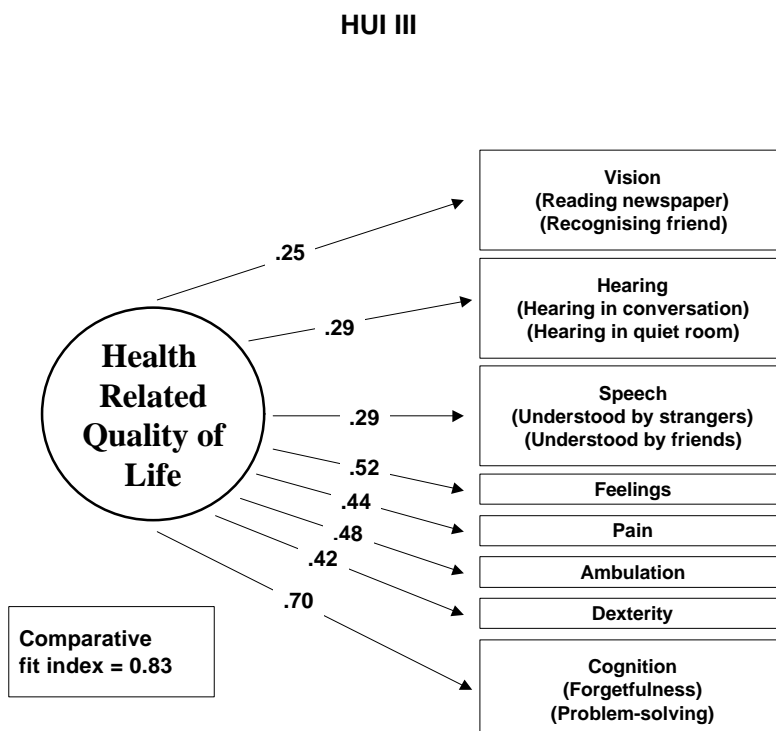 HUI III
Vision
(Reading newspaper)
(Recognising friend)
.25
Hearing
(Hearing in conversation)
(Hearing in quiet room)
.29
Health
Related
Quality of
Life
Speech
(Understood by strangers)
(Understood by friends)
.29
.52
Feelings
.44
Pain
.48
Ambulation
.42
Dexterity
.70
Comparative
fit index = 0.83
Cognition
(Forgetfulness)
(Problem-solving)